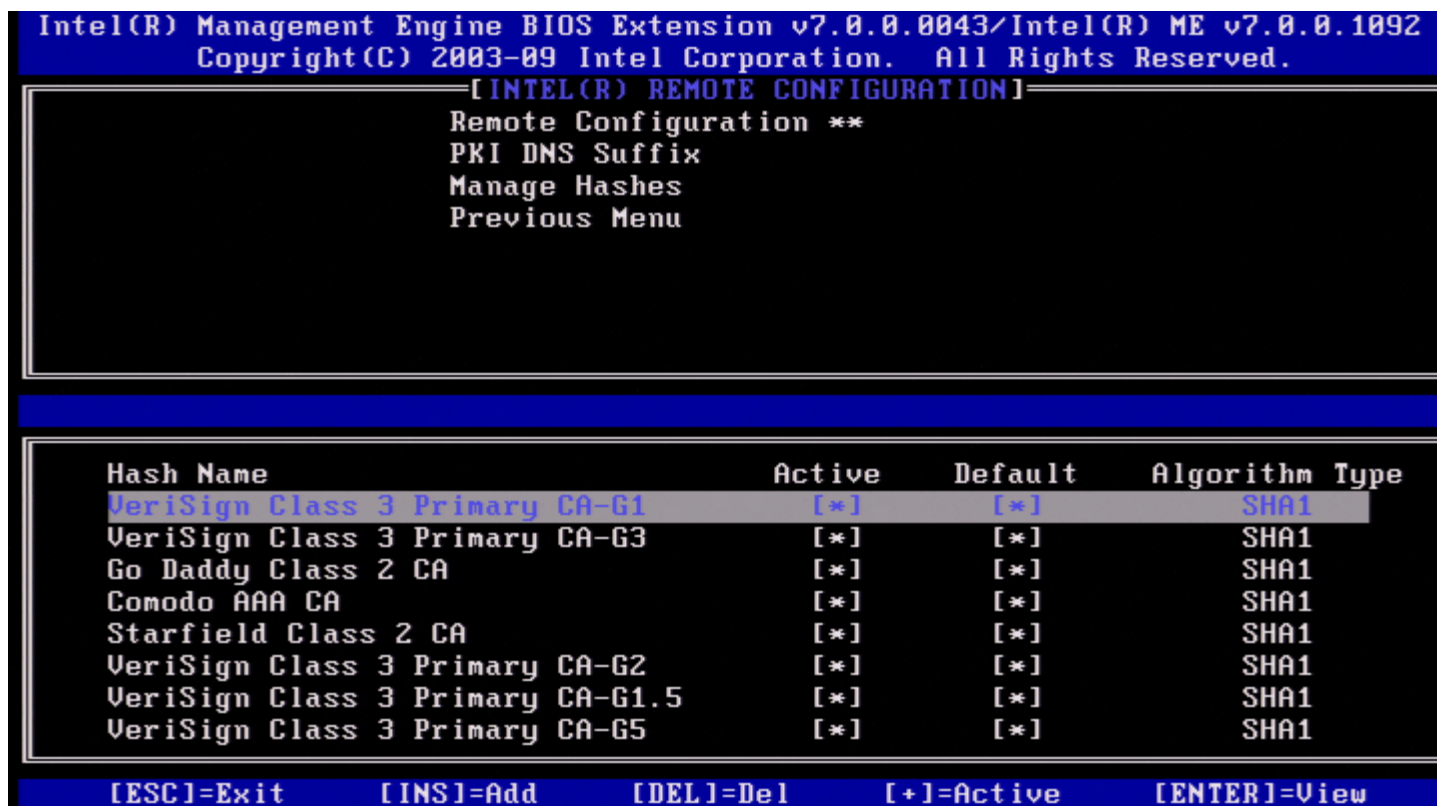 Intel(R) Management Engine BIOS Extension v7.0.0.0043/Intel(R) ME v7.0.0.1092
Copyright(C) 2003-09 Intel Corporation. All Rights Reserved.
[INTEL(R) REMOTE CONFIGURATION]
Remote Configuration **
PKI DNS Suffix
Manage Hashes
Previous Menu
Hash Name Active Default Algorithm Type
VeriSign Class 3 Primary CA-G1 [*] [*] SHA1
VeriSign Class 3 Primary CA-G3 [*] [*] SHA1
Go Daddy Class 2 CA [*] [*] SHA1
Comodo AAA CA [*] [*] SHA1
Starfield Class 2 CA [*] [*] SHA1
VeriSign Class 3 Primary CA-G2 [*] [*] SHA1
VeriSign Class 3 Primary CA-G1.5 [*] [*] SHA1
VeriSign Class 3 Primary CA-G5 [*] [*] SHA1
[ESC]=Exit [INS]=Add [DEL]=Del [+]=Active [ENTER]=View